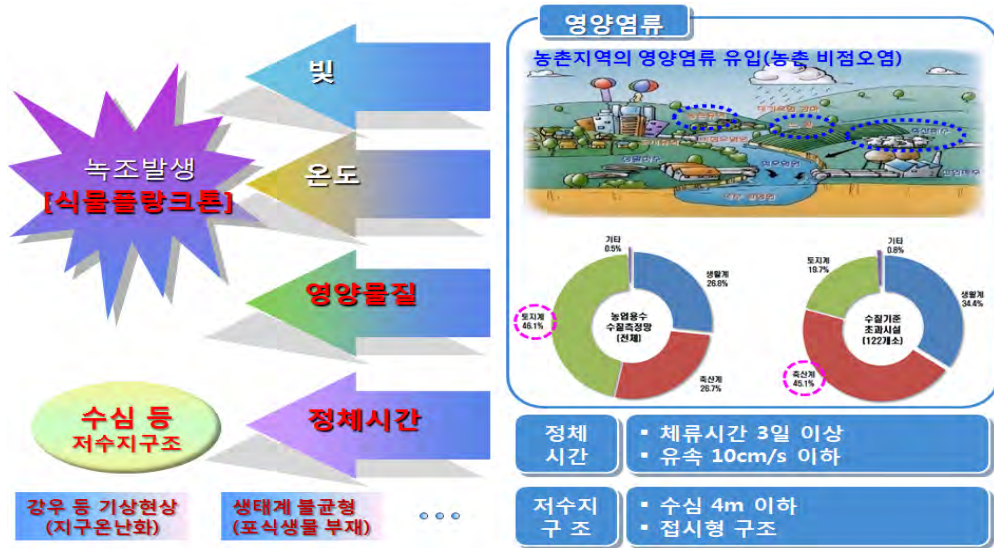 녹조발생
[식물플랑크톤]
빛
온도
영양물질
정체시간
수심 등
저수지구조
강우 등 기상현상
(지구온난화)
생태계 불균형
(포식생물 부재)
영양염류
농촌지역의 영양염류 유입(농촌 비점오염)
생활하수
기타
0.5%
생활계
26.8%
축산계
26.7%
토지계
46.1%
농업용수
수질측정망
(전체)
기타
0.8%
생활계
34.4%
축산계
45.1%
토지계
19.7%
수질기준
초과시설
(122개소)
정체
시간
▪ 체류시간 3일 이상
▪ 유속 10cm/s 이하
저수지
구 조
▪ 수심 4m 이하
▪ 접시형 구조